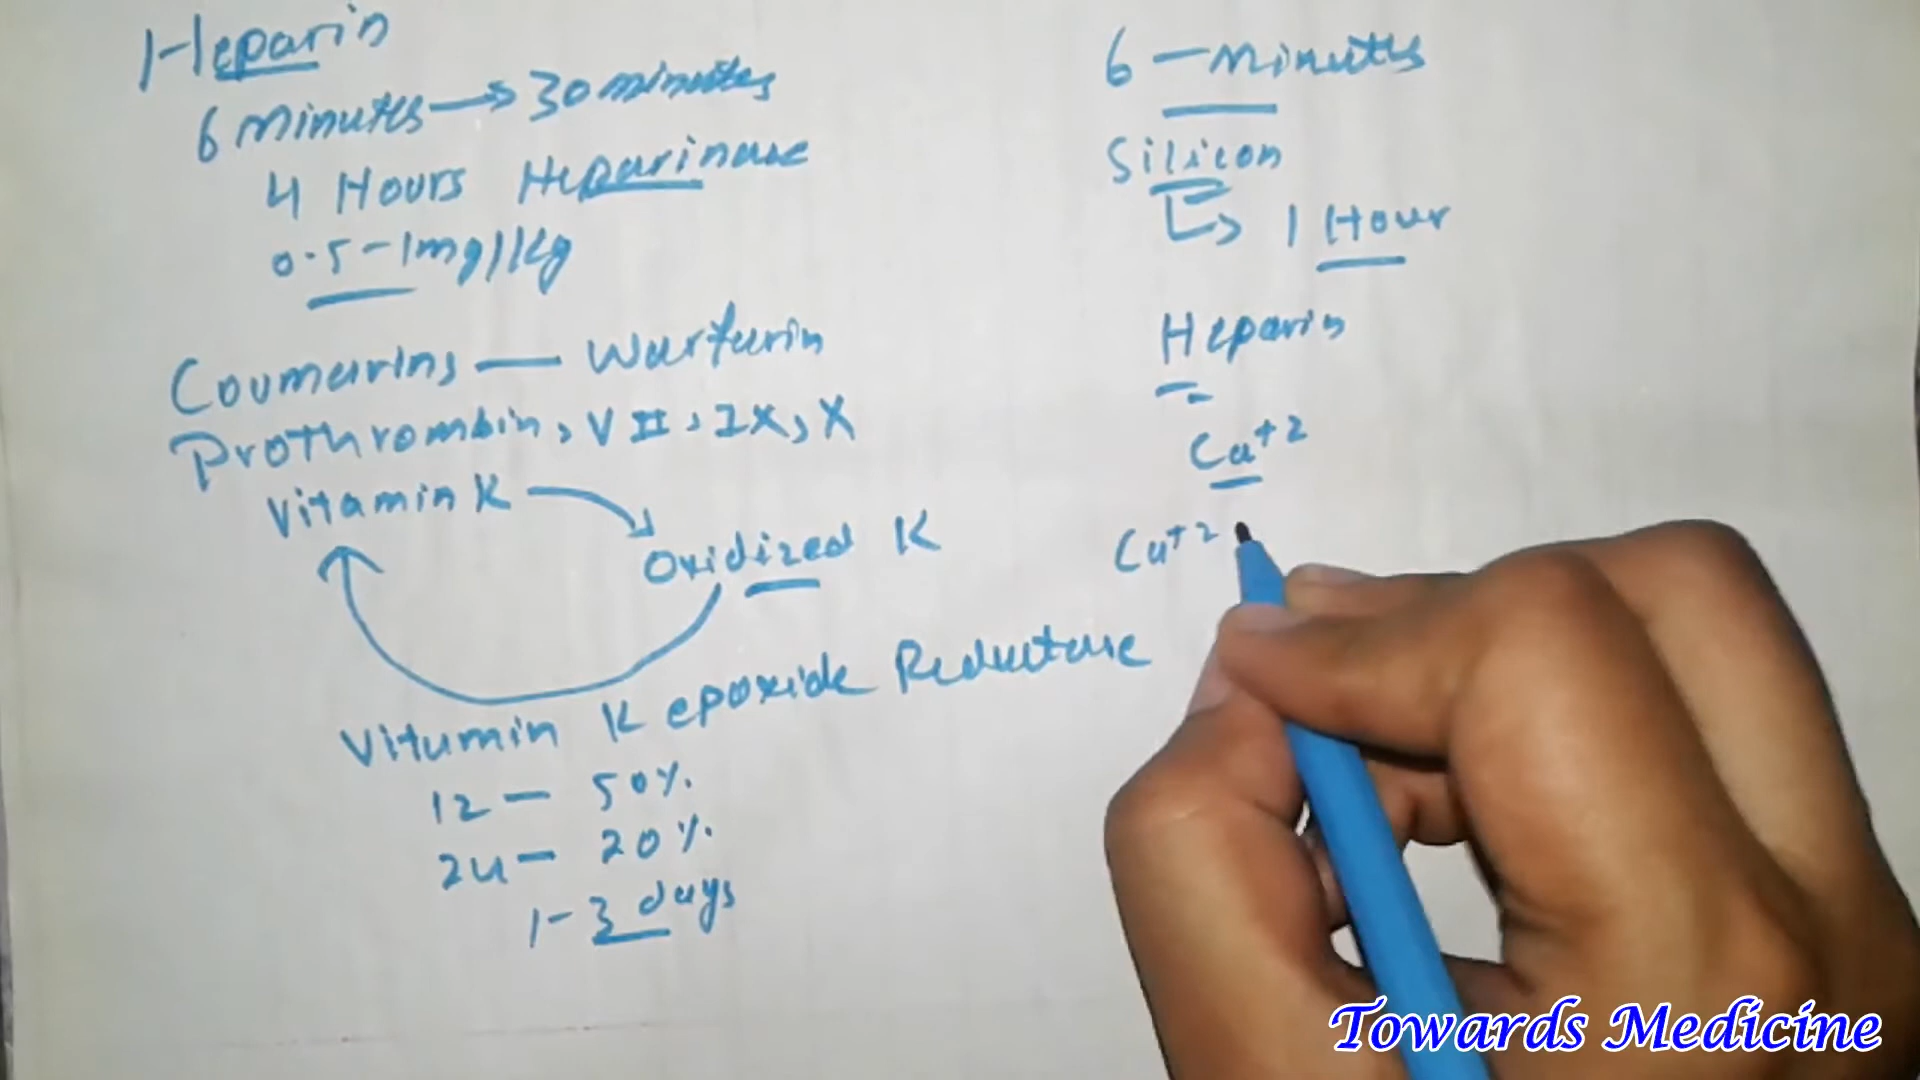 Heparin
6 minutes → 30 minutes
4 Hours Heparinase
0.5-1mg/Kg
Coumarins — Warfarin
Prothrombin, VII, IX, X
Vitamin K
Oxidized K
Vitamin K epoxide Reductase
12 — 50%.
24 — 20%.
1-3 days
6 — Minutes
Silicon
↳ 1 Hour
Heparin
Ca+2
Ca+2
Towards Medicine